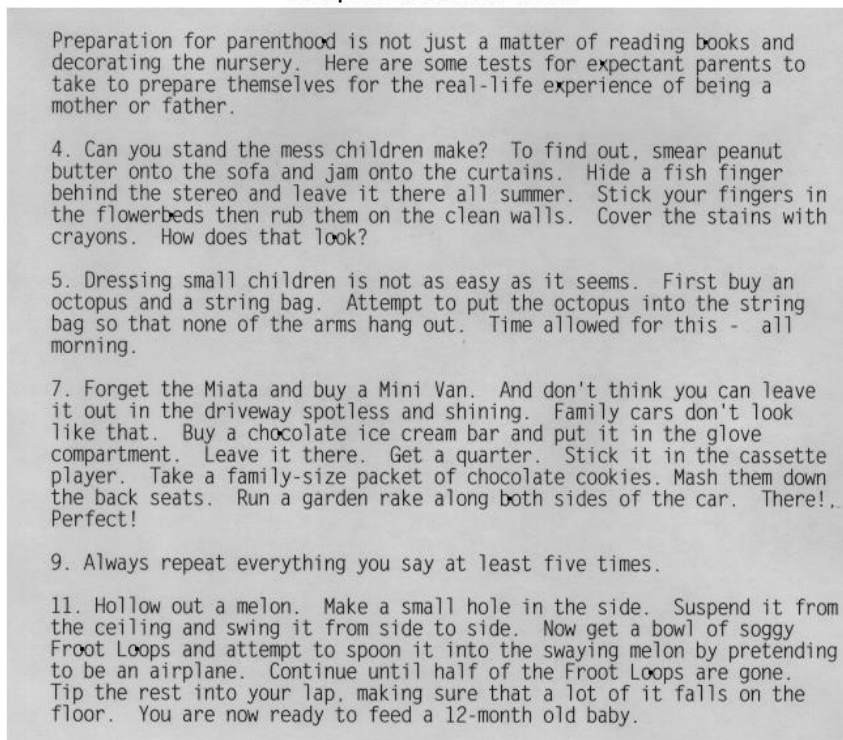 Preparation for parenthood is not just a matter of reading books and
decorating the nursery. Here are some tests for expectant parents to
take to prepare themselves for the real-life experience of being a
mother or father.
4. Can you stand the mess children make? To find out, smear peanut
butter onto the sofa and jam onto the curtains. Hide a fish finger
behind the stereo and leave it there all summer. Stick your fingers in
the flowerbeds then rub them on the clean walls. Cover the stains with
crayons. How does that look?
5. Dressing small children is not as easy as it seems. First buy an
octopus and a string bag. Attempt to put the octopus into the string
bag so that none of the arms hang out. Time allowed for this - all
morning.
7. Forget the Miata and buy a Mini Van. And don't think you can leave
it out in the driveway spotless and shining. Family cars don't look
like that. Buy a chocolate ice cream bar and put it in the glove
compartment. Leave it there. Get a quarter. Stick it in the cassette
player. Take a family-size packet of chocolate cookies. Mash them down
the back seats. Run a garden rake along both sides of the car. There!.
Perfect!
9. Always repeat everything you say at least five times.
11. Hollow out a melon. Make a small hole in the side. Suspend it from
the ceiling and swing it from side to side. Now get a bowl of soggy
Froot Loops and attempt to spoon it into the swaying melon by pretending
to be an airplane. Continue until half of the Froot Loops are gone.
Tip the rest into your lap, making sure that a lot of it falls on the
floor. You are now ready to feed a 12-month old baby.